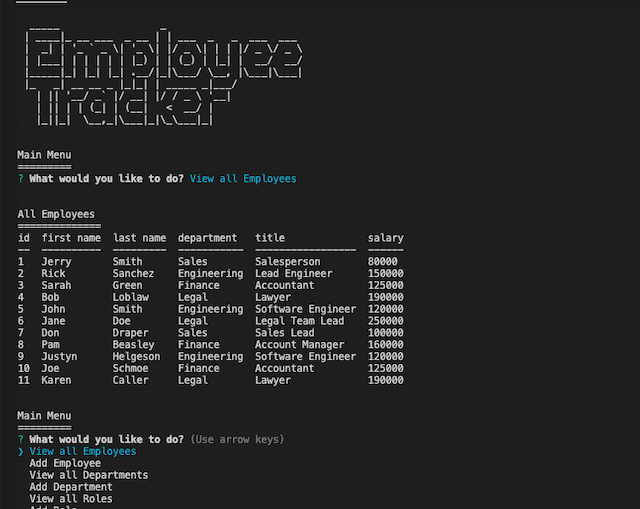 Employee
Tracker
Main Menu
=========
? What would you like to do? View all Employees
All Employees
==============
id  first name  last name  department   title              salary
--  ----------  ---------  -----------  -----------------  ------
1   Jerry       Smith      Sales        Salesperson        80000
2   Rick        Sanchez    Engineering  Lead Engineer      150000
3   Sarah       Green      Finance      Accountant         125000
4   Bob         Loblaw     Legal        Lawyer             190000
5   John        Smith      Engineering  Software Engineer  120000
6   Jane        Doe        Legal        Legal Team Lead    250000
7   Don         Draper     Sales        Sales Lead         100000
8   Pam         Beasley    Finance      Account Manager    160000
9   Justyn      Helgeson   Engineering  Software Engineer  120000
10  Joe         Schmoe     Finance      Accountant         125000
11  Karen       Caller     Legal        Lawyer             190000
Main Menu
=========
? What would you like to do? (Use arrow keys)
❯ View all Employees
Add Employee
View all Departments
Add Department
View all Roles
Add Role